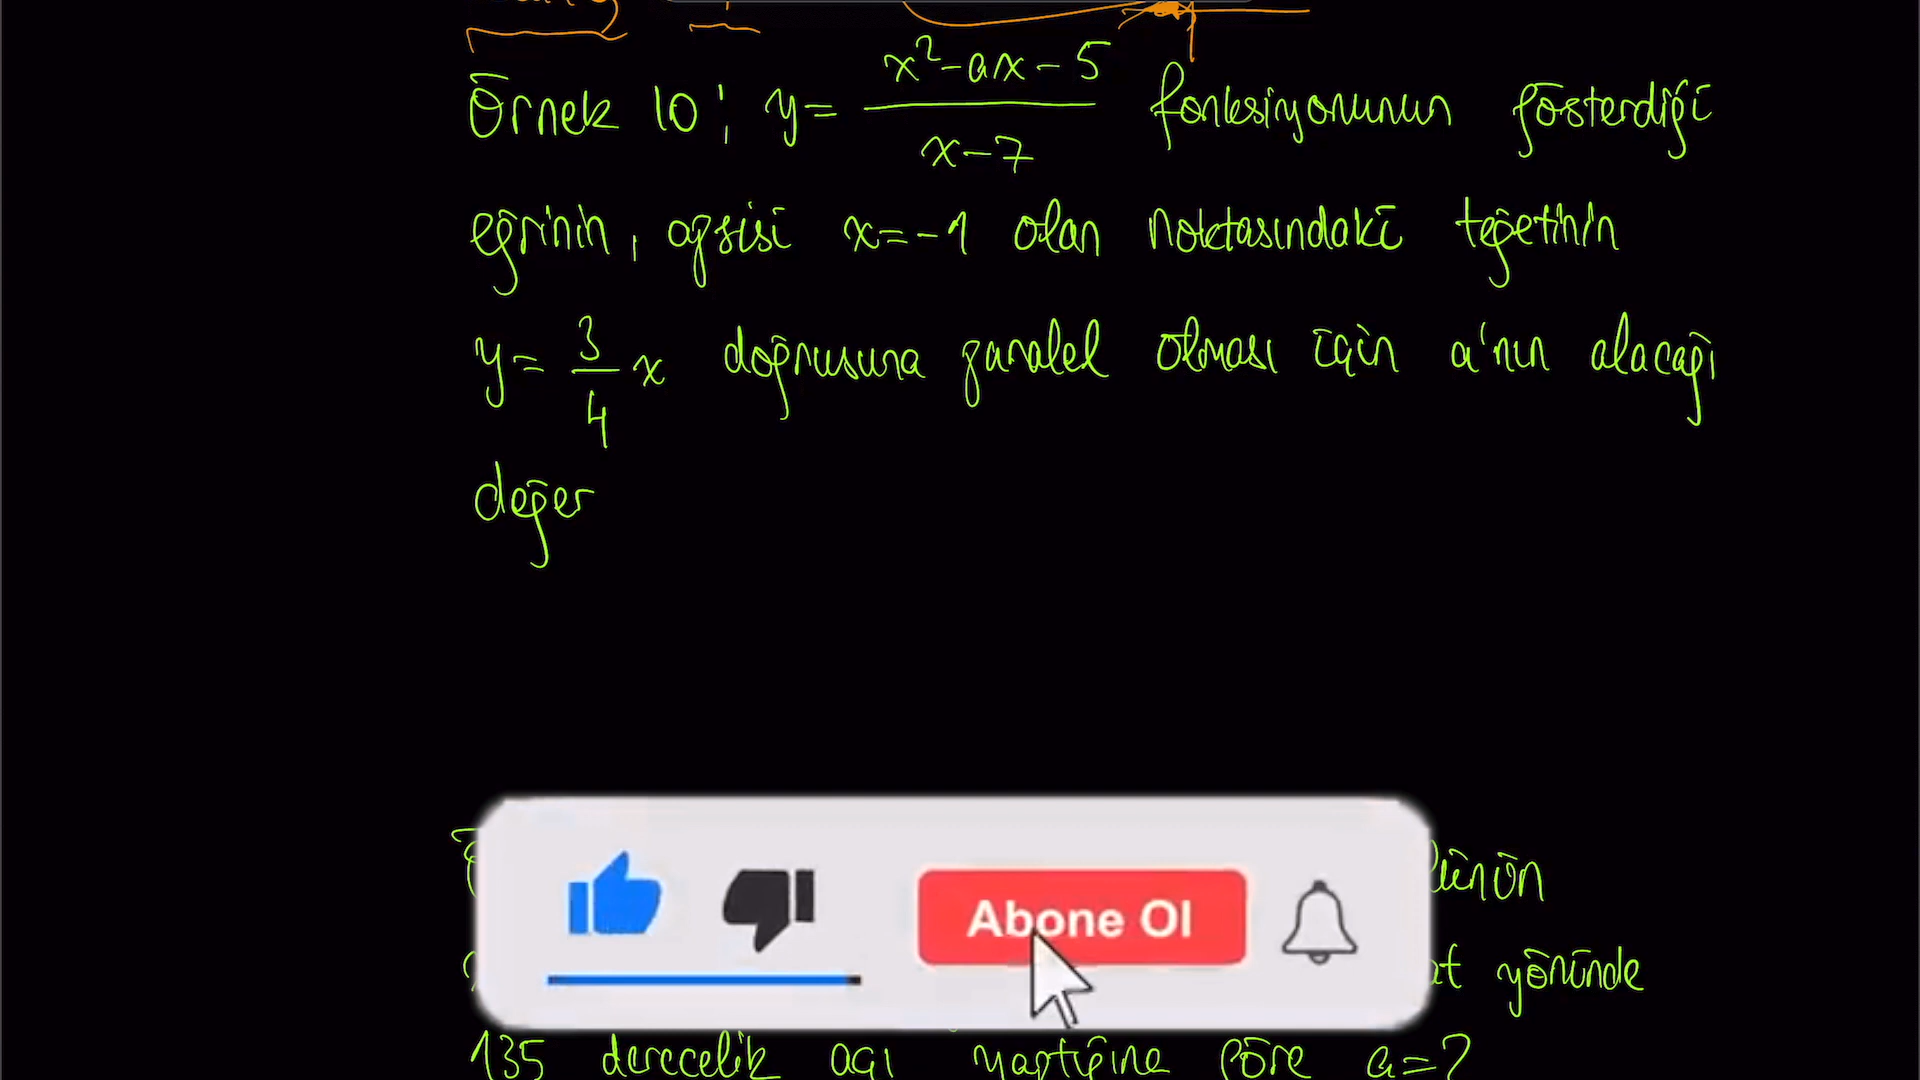 Örnek 10: y = x²-ax-5 / x-7 fonksiyonunun gösterdiği
eğrinin, apsisi x=-1 olan noktasındaki teğetinin
y = 3/4 x doğrusuna paralel olması için a'nın alacağı
değer
Abone Ol
yönünde
135 derecelik açı yaptığına göre a=?